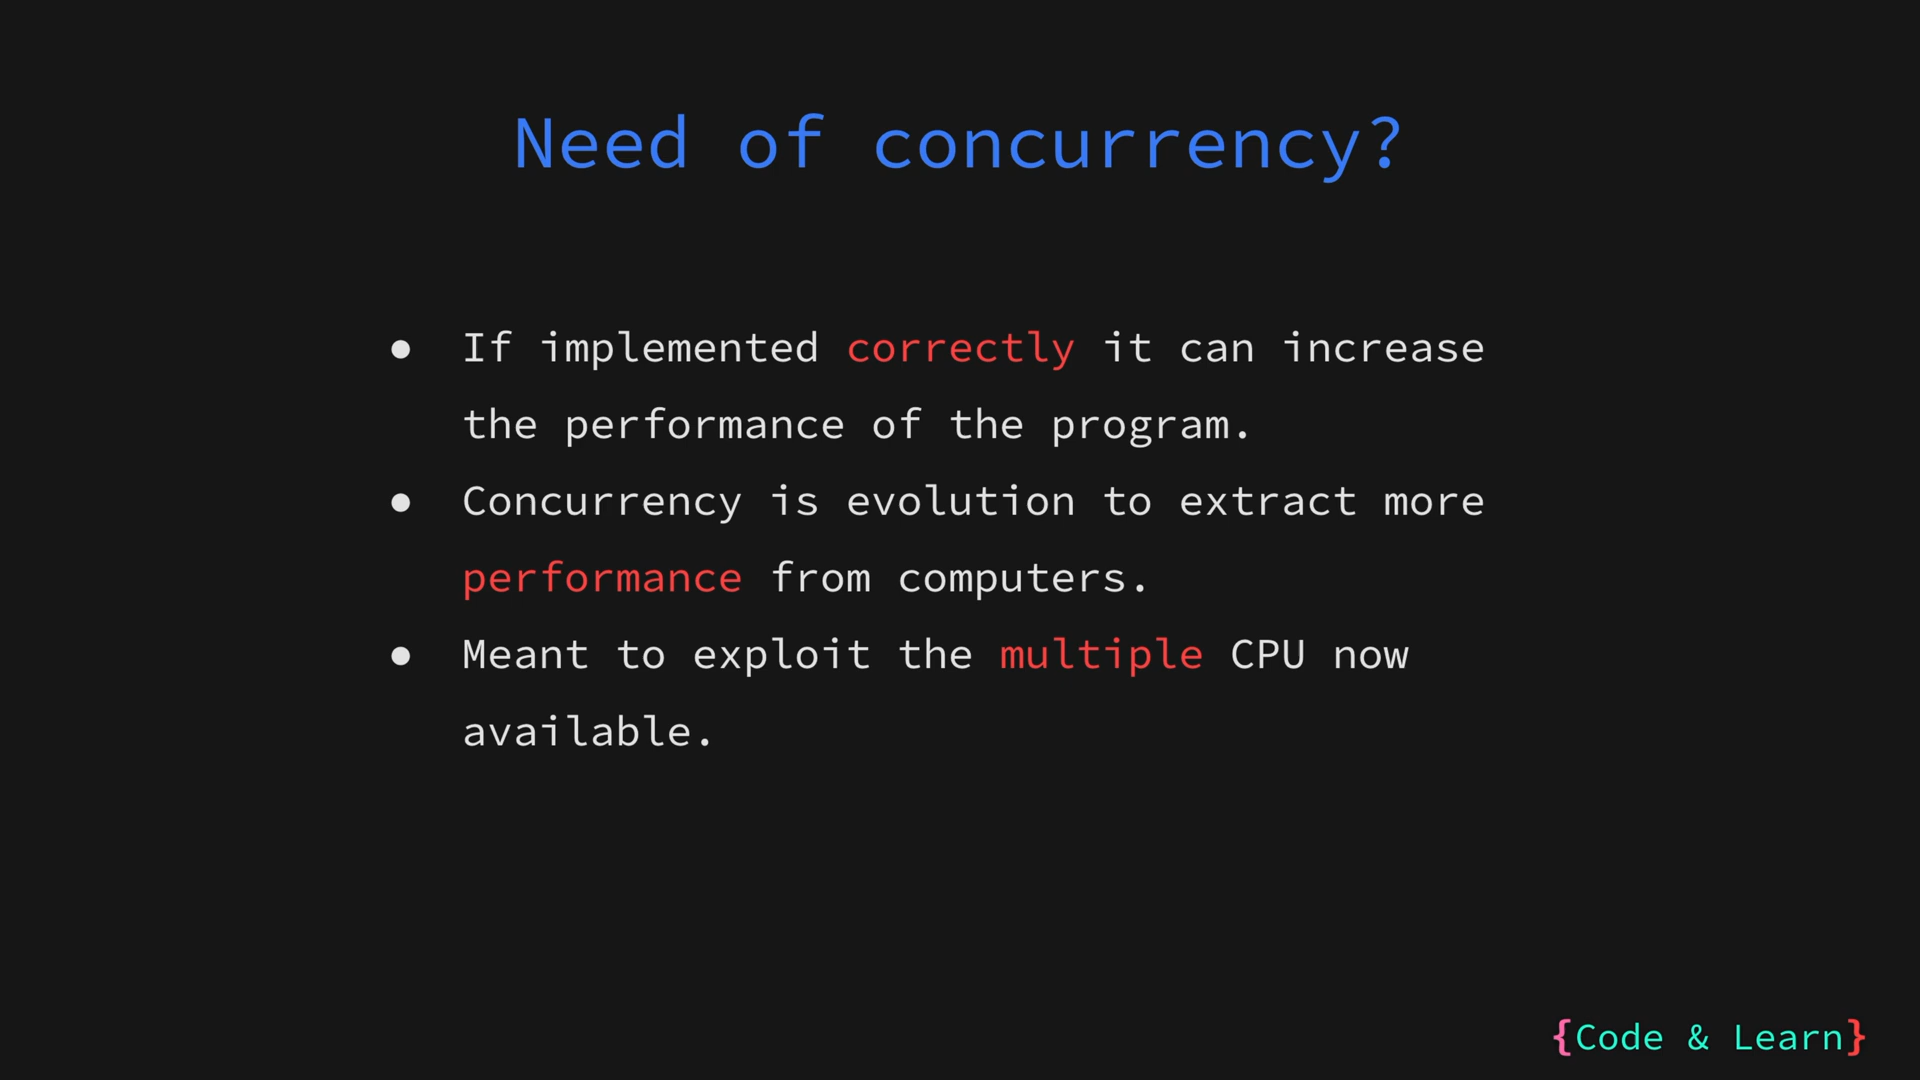 Need of concurrency?
● If implemented correctly it can increase
the performance of the program.
● Concurrency is evolution to extract more
performance from computers.
● Meant to exploit the multiple CPU now
available.
{Code & Learn}